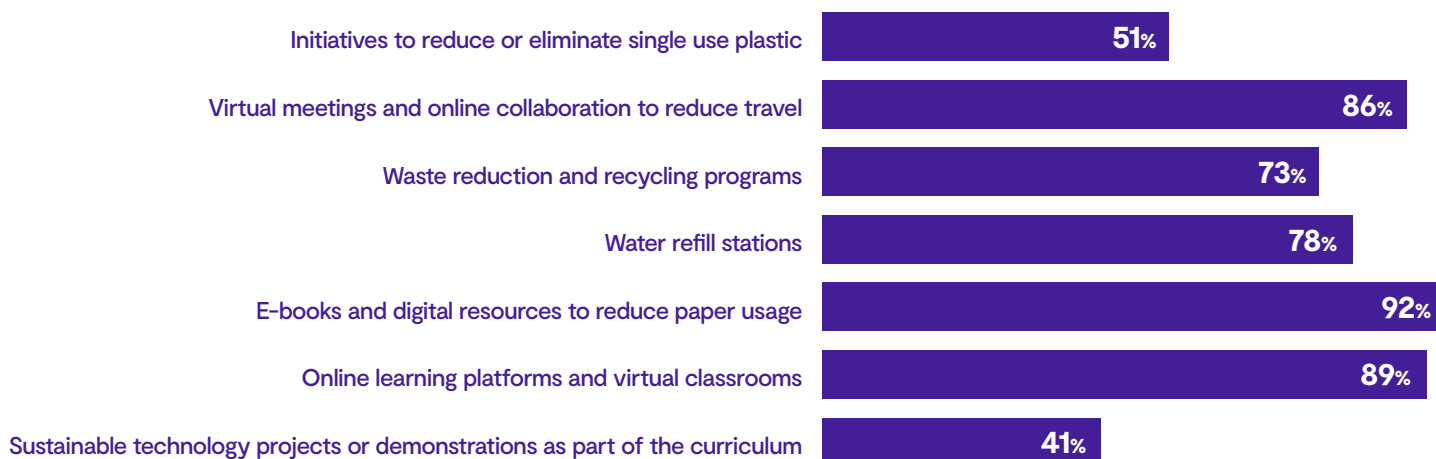 Initiatives to reduce or eliminate single use plastic 51%
Virtual meetings and online collaboration to reduce travel 86%
Waste reduction and recycling programs 73%
Water refill stations 78%
E-books and digital resources to reduce paper usage 92%
Online learning platforms and virtual classrooms 89%
Sustainable technology projects or demonstrations as part of the curriculum 41%